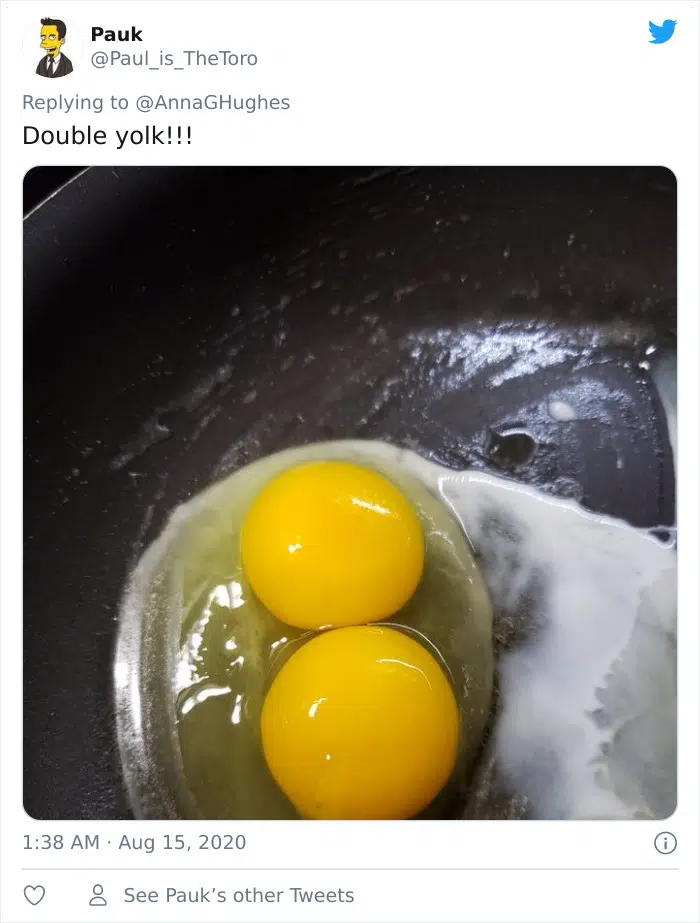 Pauk
@Paul_is_TheToro
Replying to @AnnaGHughes
Double yolk!!!
1:38 AM · Aug 15, 2020
See Pauk’s other Tweets